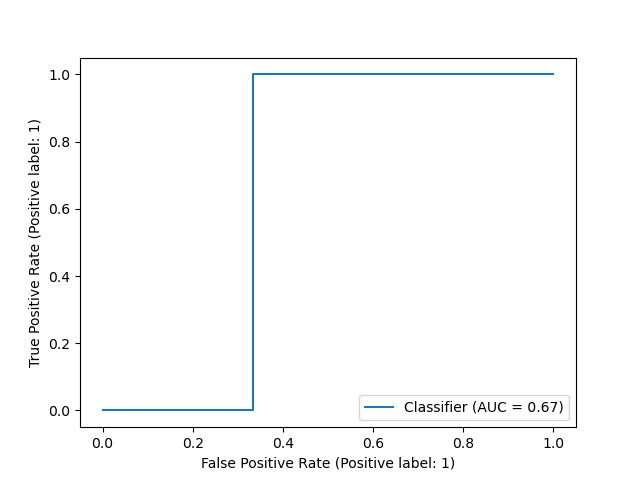 1.0
0.8
0.6
0.4
0.2
0.0
True Positive Rate (Positive label: 1)
Classifier (AUC = 0.67)
0.0 0.2 0.4 0.6 0.8 1.0
False Positive Rate (Positive label: 1)